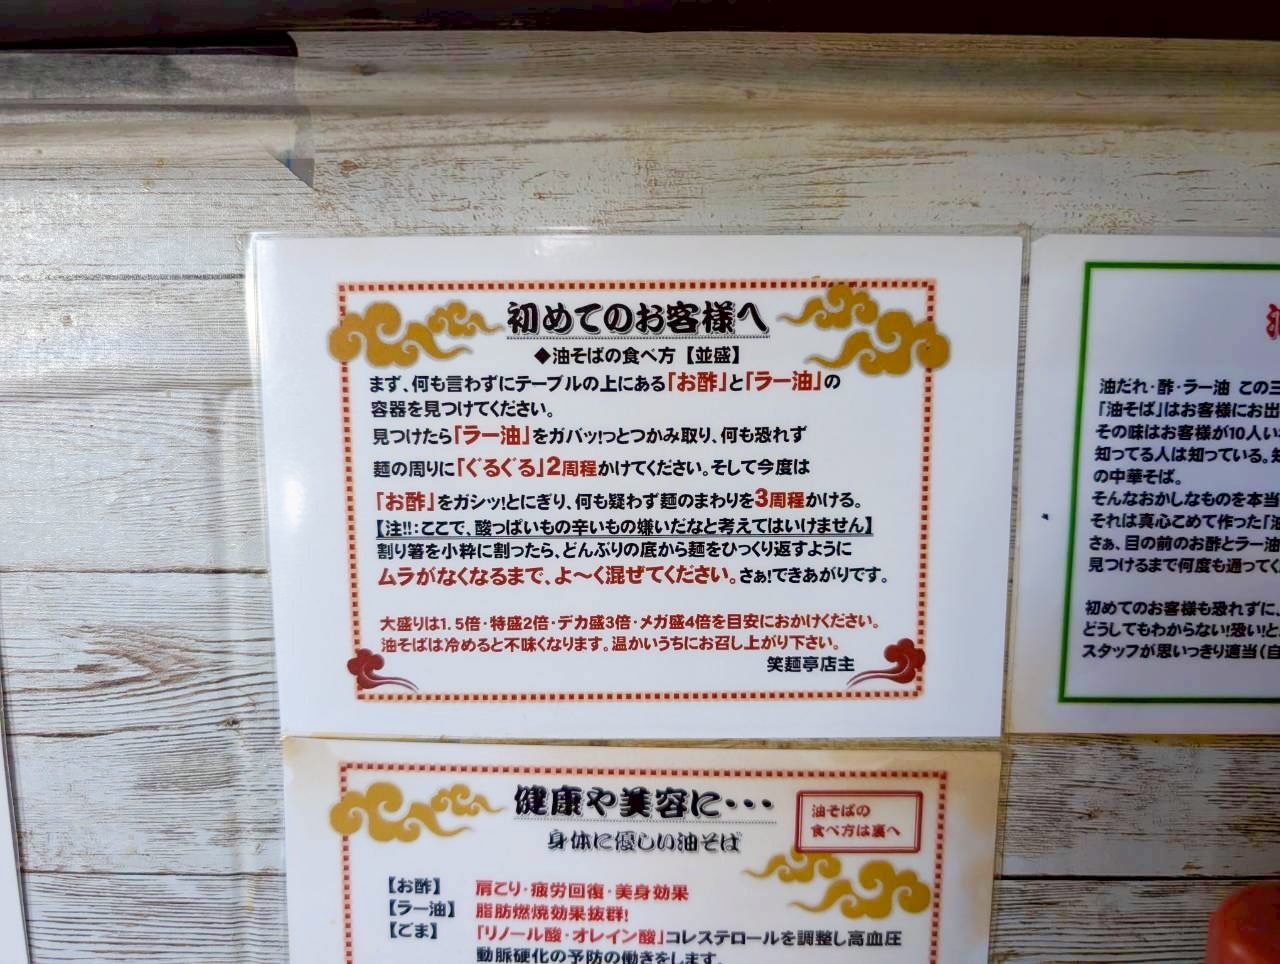 初めてのお客様へ
◆油そばの食べ方【並盛】
まず、何も言わずにテーブルの上にある「お酢」と「ラー油」の
容器を見つけてください。
見つけたら「ラー油」をガバッ!っとつかみ取り、何も恐れず
麺の周りに「ぐるぐる」2周程かけてください。そして今度は
「お酢」をガシッ!とにぎり、何も疑わず麺のまわりを3周程かける。
【注!!:ここで、酸っぱいもの辛いもの嫌いだなと考えてはいけません】
割り箸を小粋に割ったら、どんぶりの底から麺をひっくり返すように
ムラがなくなるまで、よ〜く混ぜてください。さぁ!できあがりです。
大盛りは1.5倍・特盛2倍・デカ盛3倍・メガ盛4倍を目安におかけください。
油そばは冷めると不味くなります。温かいうちにお召し上がり下さい。
笑麺亭店主
健康や美容に・・・
身体に優しい油そば
油そばの
食べ方は裏へ
【お酢】 肩こり・疲労回復・美身効果
【ラー油】 脂肪燃焼効果抜群!
【ごま】 「リノール酸・オレイン酸」コレステロールを調整し高血圧
動脈硬化の予防の働きをします。
油だれ・酢・ラー油 この三
「油そば」はお客様にお出
その味はお客様が10人い
知ってる人は知っている。知
の中華そば。
そんなおかしなものを本当
それは真心こめて作った「油
さぁ、目の前のお酢とラー油
見つけるまで何度も通ってく
初めてのお客様も恐れずに、
どうしてもわからない!恐い!と
スタッフが思いっきり適当(自